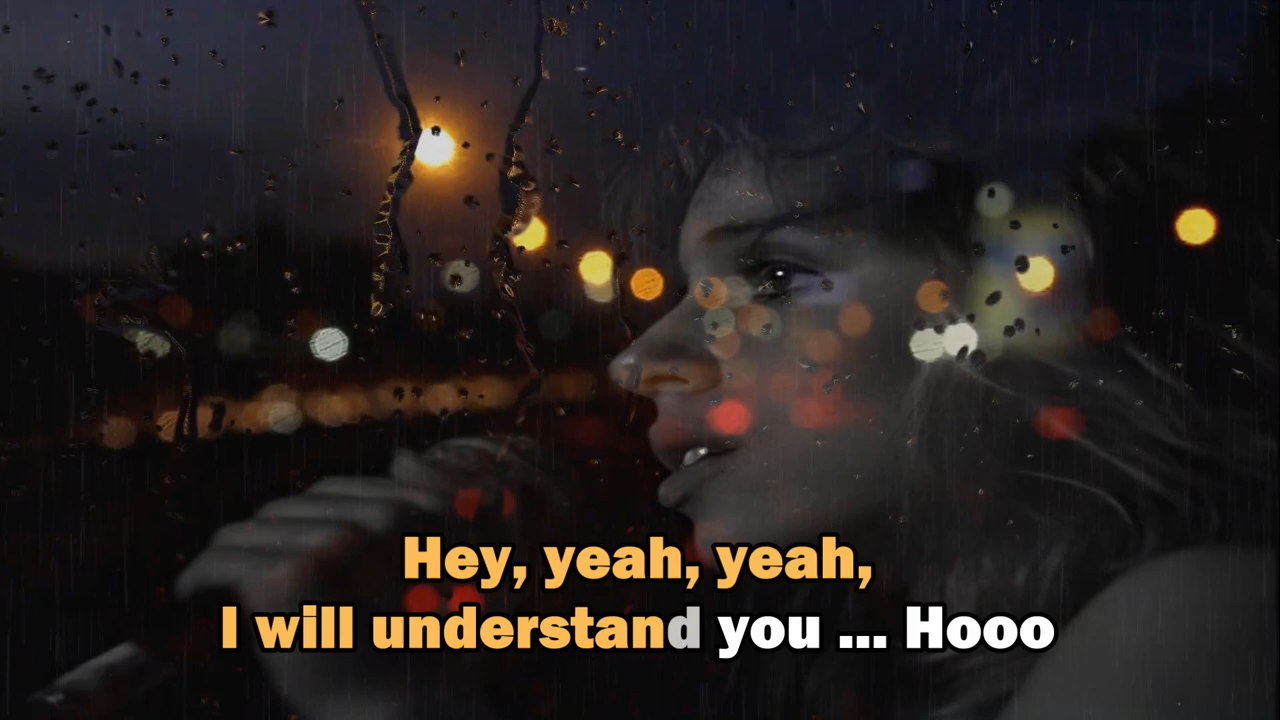 Hey, yeah, yeah,
I will understand you ... Hooo